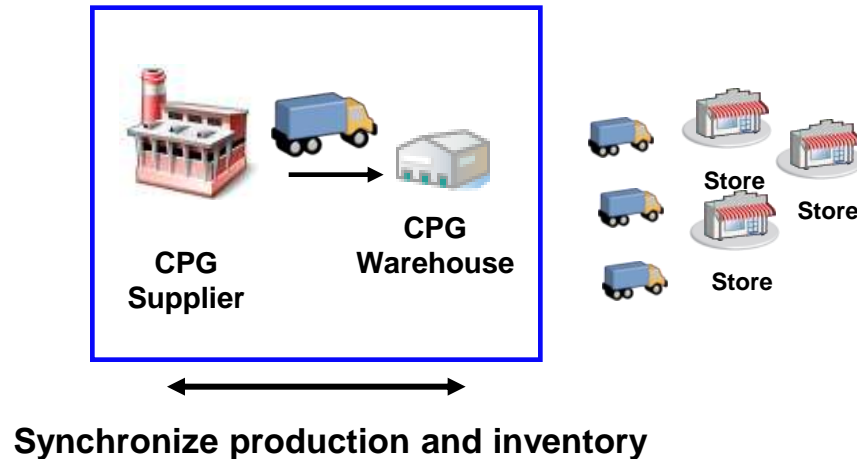 CPG
Supplier
CPG
Warehouse
Store
Store
Store
Synchronize production and inventory